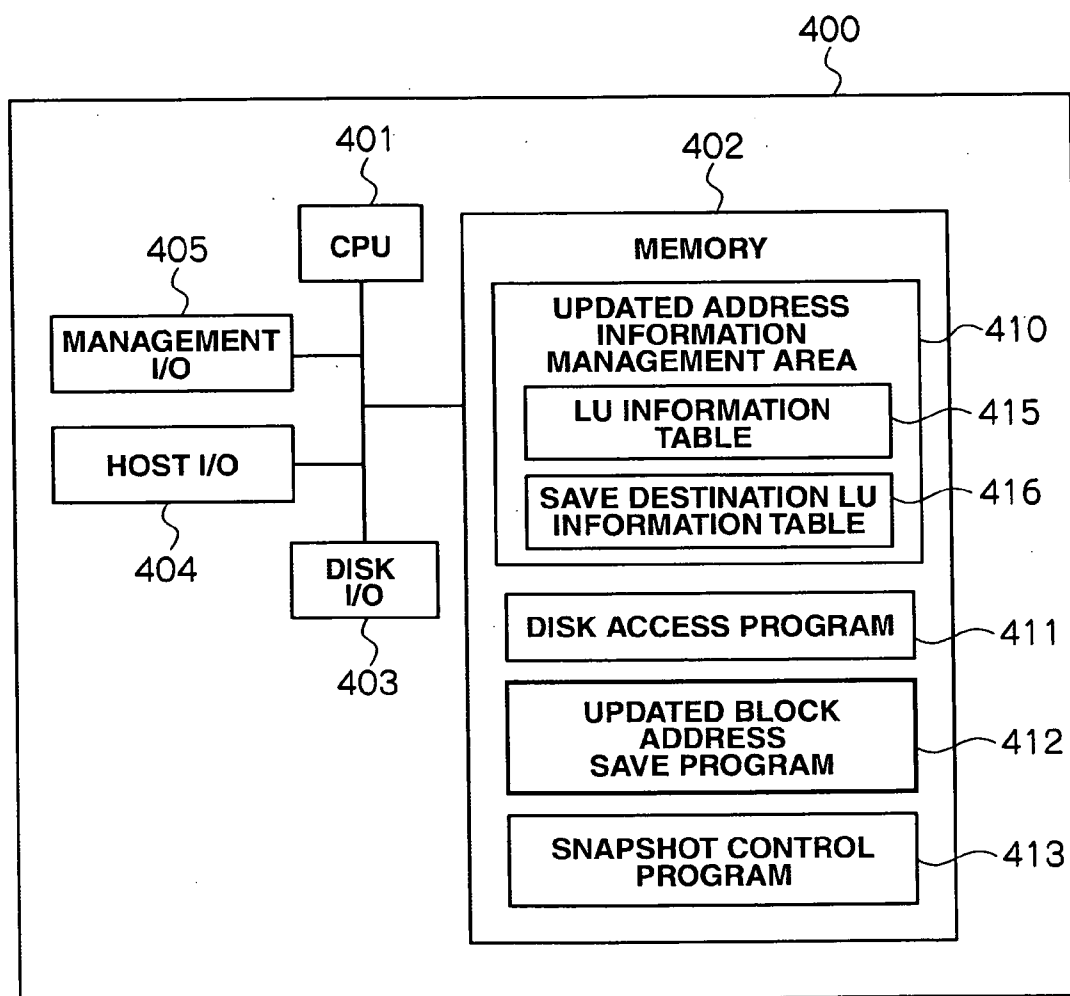 400
401
402
CPU
MEMORY
405
UPDATED ADDRESS
INFORMATION
MANAGEMENT AREA
410
MANAGEMENT
I/O
LU INFORMATION
TABLE
415
HOST I/O
SAVE DESTINATION LU
INFORMATION TABLE
416
404
DISK
I/O
403
DISK ACCESS PROGRAM
411
UPDATED BLOCK
ADDRESS
SAVE PROGRAM
412
SNAPSHOT CONTROL
PROGRAM
413